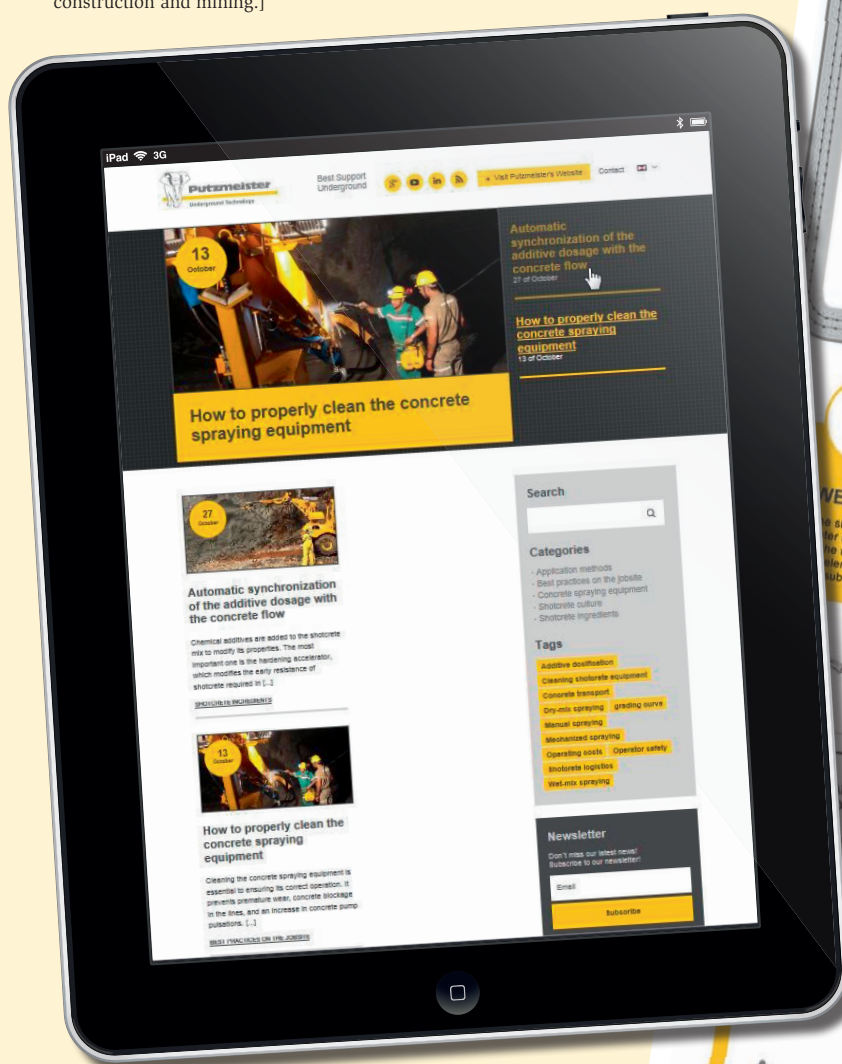 construction and mining.]
iPad 3G
Putzmeister
Underground Technology
Best Support
Underground
Visit Putzmeister's Website
Contact
13
October
Automatic
synchronization of the
additive dosage with the
concrete flow
27 of October
How to properly clean the
concrete spraying
equipment
13 of October
How to properly clean the concrete
spraying equipment
27
October
Automatic synchronization
of the additive dosage with
the concrete flow
Chemical additives are added to the shotcrete
mix to modify its properties. The most
important one is the hardening accelerator,
which modifies the early resistance of
shotcrete required in [...]
SHOTCRETE INGREDIENTS
13
October
How to properly clean the
concrete spraying
equipment
Cleaning the concrete spraying equipment is
essential to ensuring its correct operation. It
prevents premature wear, concrete blockage
in the lines, and an increase in concrete pump
pulsations. [...]
BEST PRACTICES ON THE JOBSITE
Search
Categories
- Application methods
- Best practices on the jobsite
- Concrete spraying equipment
- Shotcrete culture
- Shotcrete ingredients
Tags
Additive dosification
Cleaning shotcrete equipment
Concrete transport
Dry-mix spraying grading curve
Manual spraying
Mechanized spraying
Operating costs Operator safety
Shotcrete logistics
Wet-mix spraying
Newsletter
Don't miss our latest news!
Subscribe to our newsletter!
Email
Subscribe